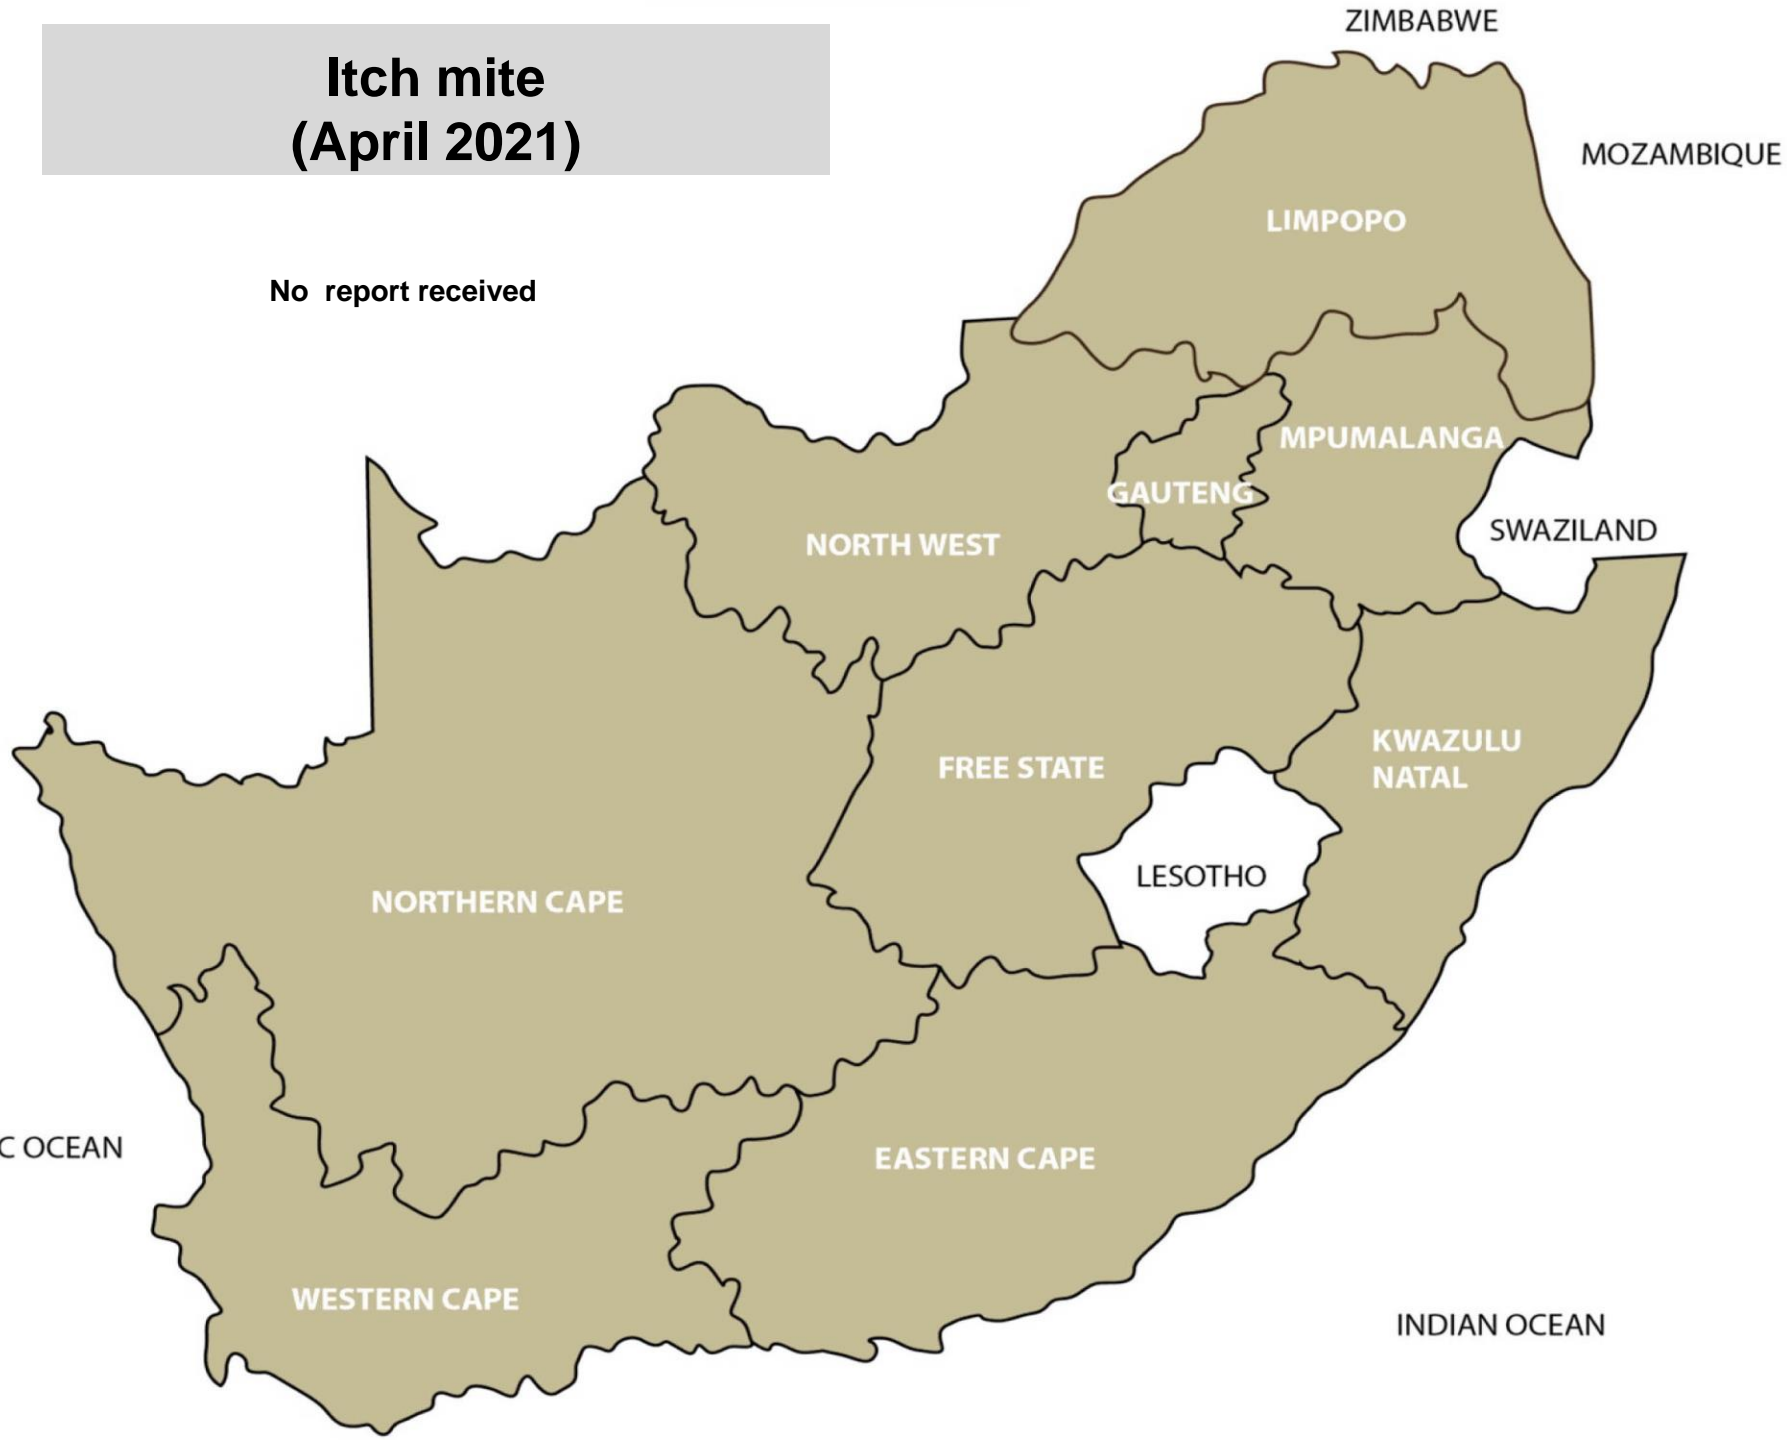 Itch mite
(April 2021)
No report received
ZIMBABWE
MOZAMBIQUE
LIMPOPO
MPUMALANGA
GAUTENG
NORTH WEST
SWAZILAND
KWAZULU
NATAL
FREE STATE
LESOTHO
NORTHERN CAPE
C OCEAN
EASTERN CAPE
WESTERN CAPE
INDIAN OCEAN